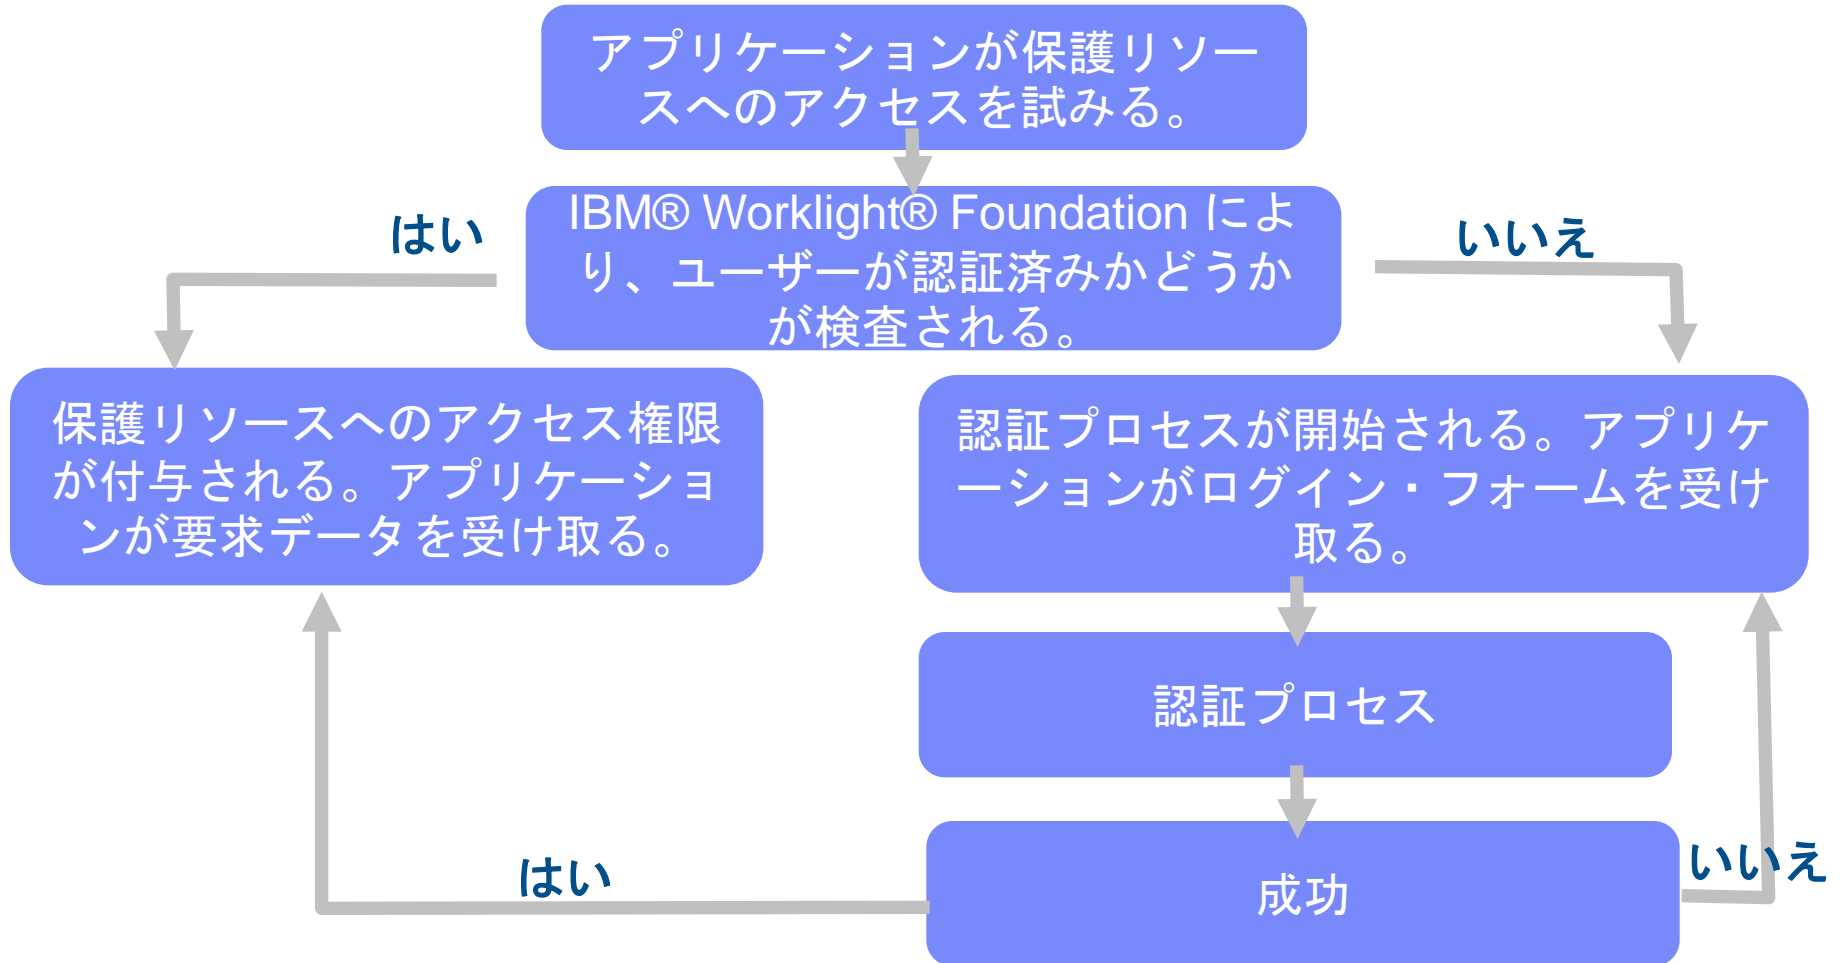 アプリケーションが保護リソー
スへのアクセスを試みる。
はい
IBM® Worklight® Foundation によ
り、ユーザーが認証済みかどうか
が検査される。
いいえ
保護リソースへのアクセス権限
が付与される。アプリケーショ
ンが要求データを受け取る。
認証プロセスが開始される。アプリケ
ーションがログイン・フォームを受け
取る。
認証プロセス
はい
成功
いいえ